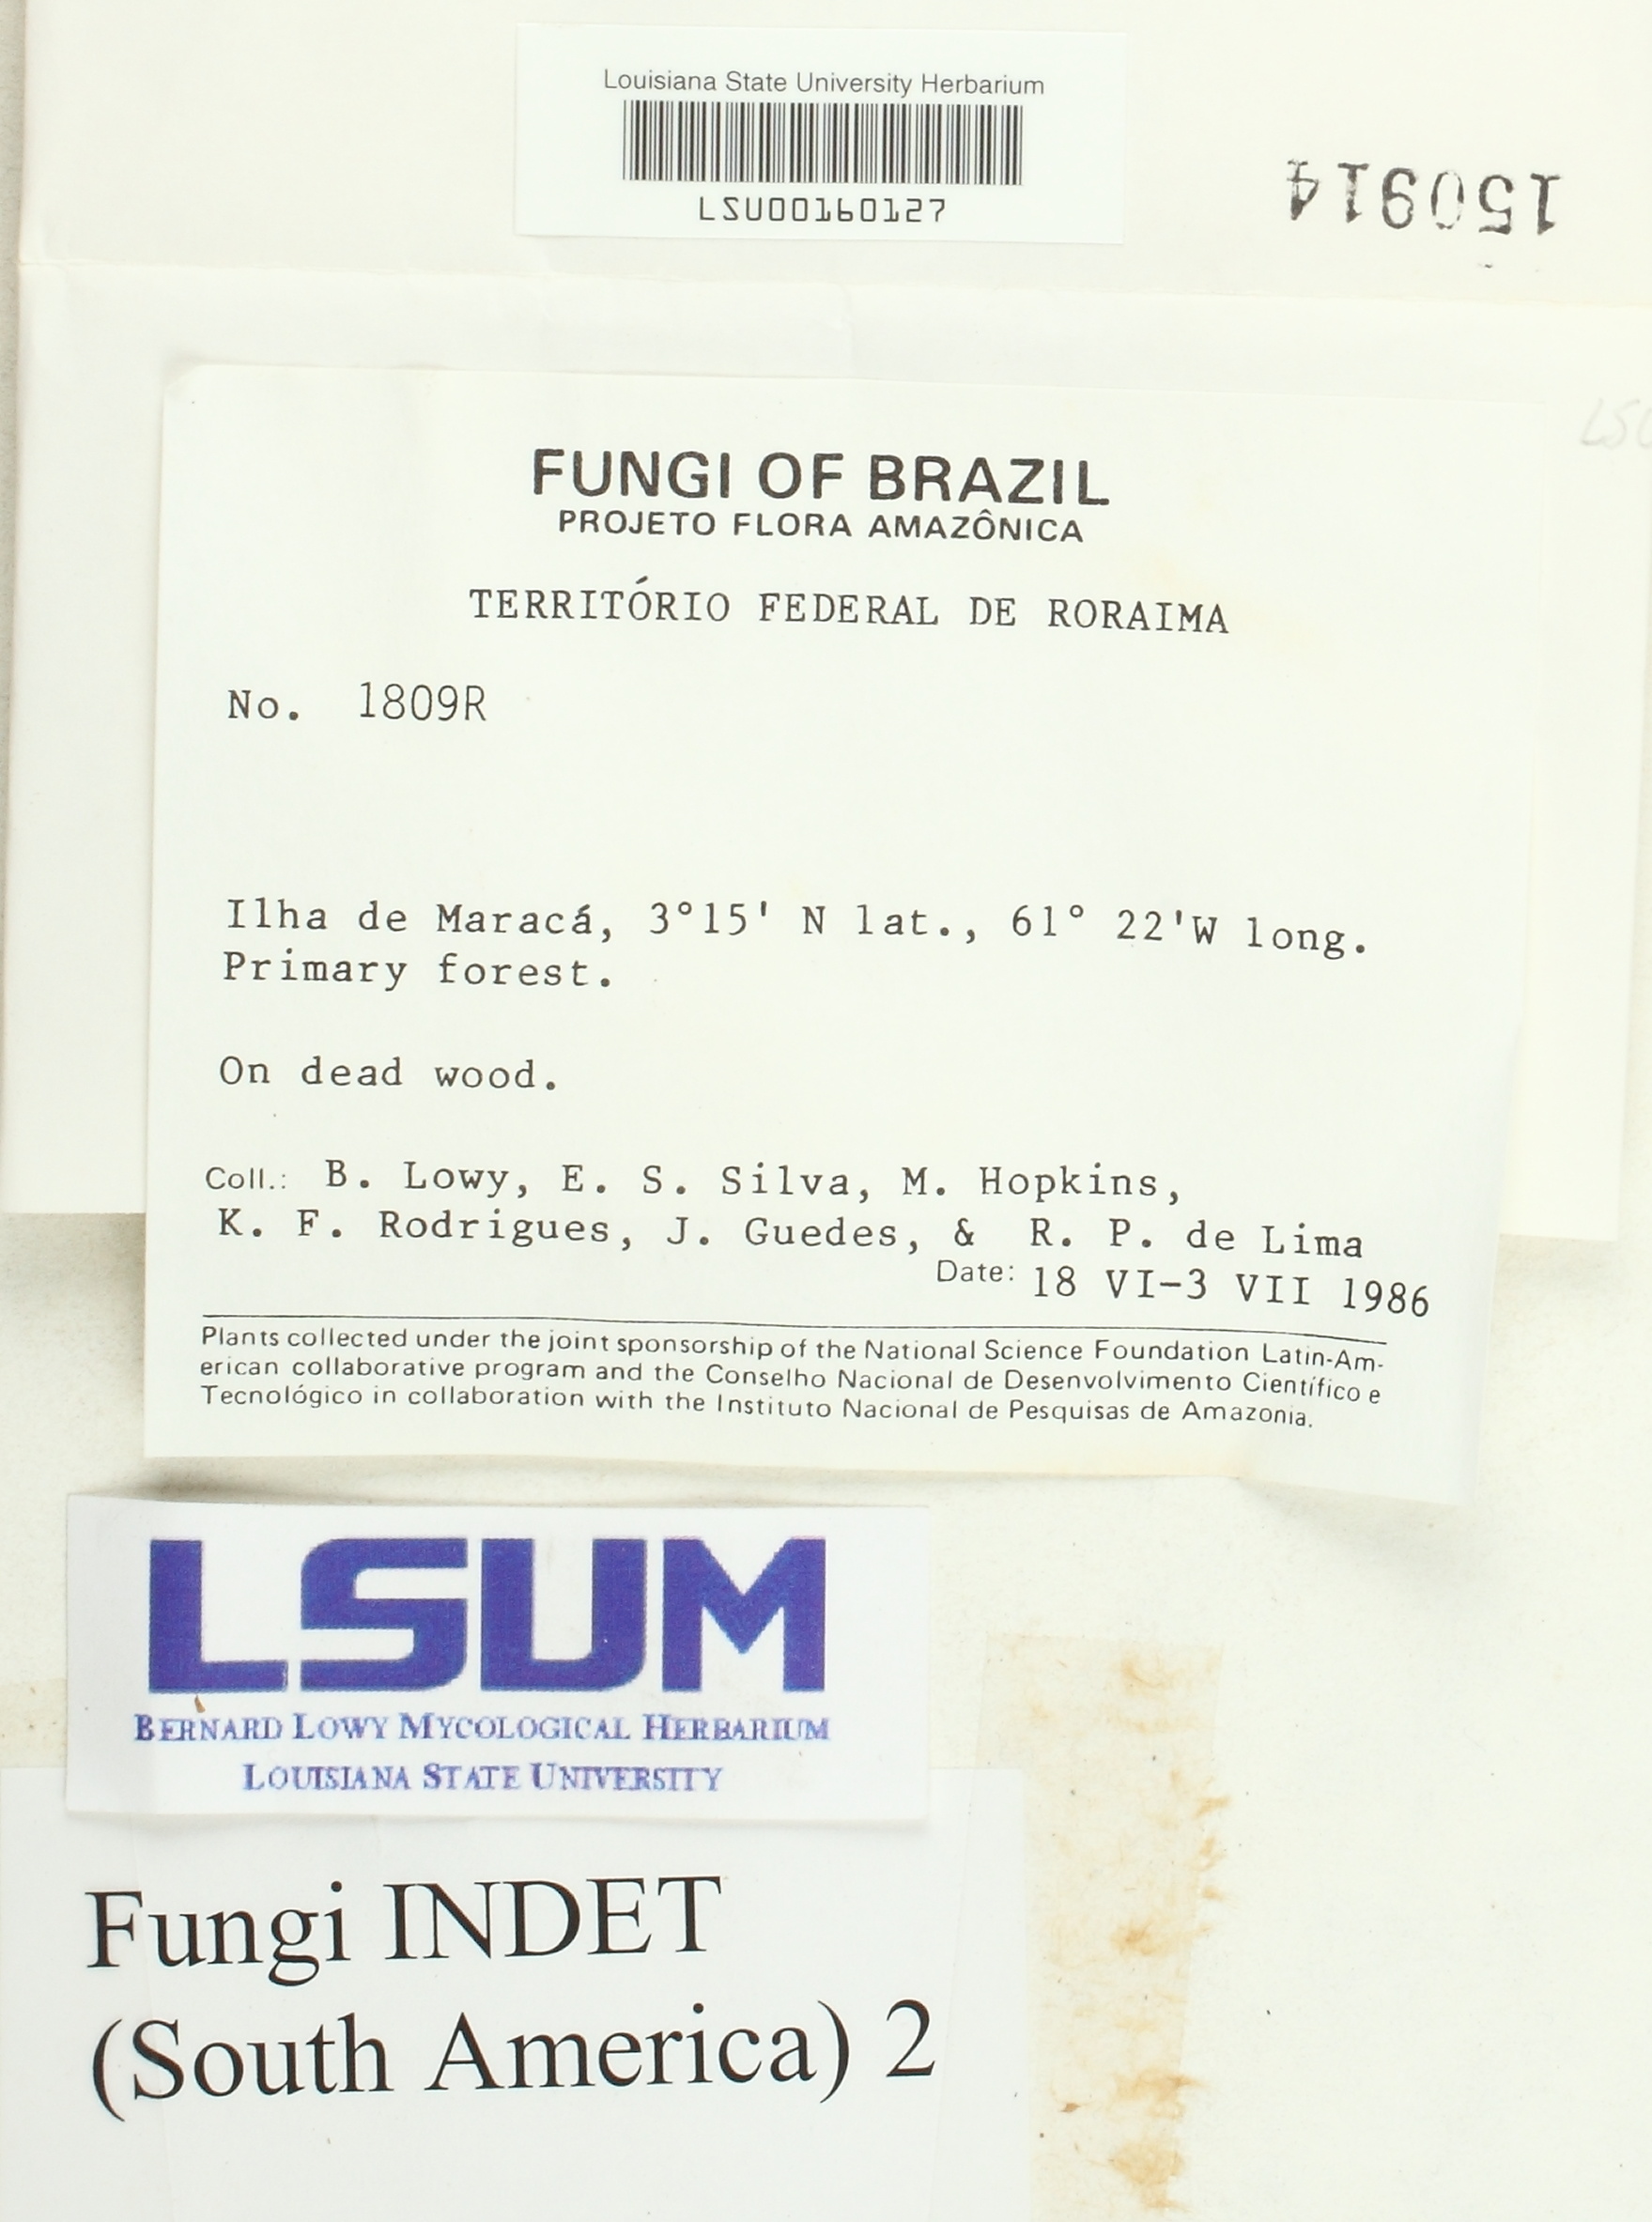 Louisiana State University Herbarium
LSU00160127
150914
FUNGI OF BRAZIL
PROJETO FLORA AMAZÔNICA
TERRITÓRIO FEDERAL DE RORAIMA
No. 1809R
Ilha de Maracá, 3°15' N lat., 61° 22'W long.
Primary forest.
On dead wood.
Coll.: B. Lowy, E. S. Silva, M. Hopkins,
K. F. Rodrigues, J. Guedes, & R. P. de Lima
Date: 18 VI-3 VII 1986
Plants collected under the joint sponsorship of the National Science Foundation Latin-Am-
erican collaborative program and the Conselho Nacional de Desenvolvimento Científico e
Tecnológico in collaboration with the Instituto Nacional de Pesquisas de Amazonia.
LSUM
BERNARD LOWY MYCOLOGICAL HERBARIUM
LOUISIANA STATE UNIVERSITY
Fungi INDET
(South America) 2